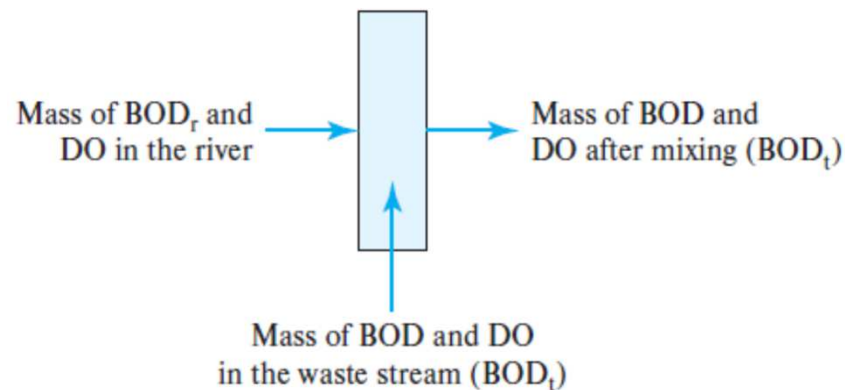 Mass of BODᵣ and
DO in the river
Mass of BOD and
DO after mixing (BODₜ)
Mass of BOD and DO
in the waste stream (BODₜ)